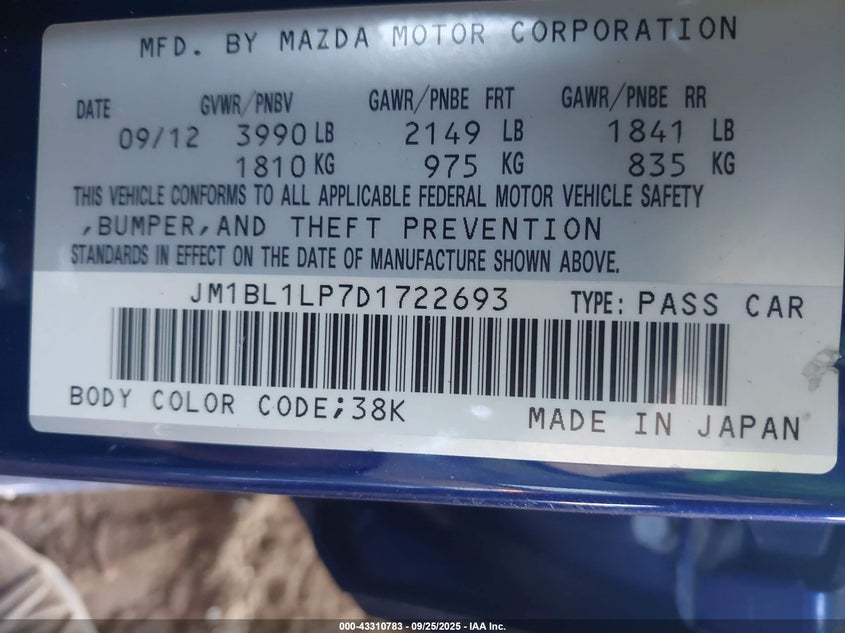 MFD. BY MAZDA MOTOR CORPORATION
DATE GVWR/PNBV GAWR/PNBE FRT GAWR/PNBE RR
09/12 3990 LB 2149 LB 1841 LB
1810 KG 975 KG 835 KG
THIS VEHICLE CONFORMS TO ALL APPLICABLE FEDERAL MOTOR VEHICLE SAFETY
,BUMPER,AND THEFT PREVENTION
STANDARDS IN EFFECT ON THE DATE OF MANUFACTURE SHOWN ABOVE.
JM1BL1LP7D1722693 TYPE: PASS CAR
BODY COLOR CODE;38K MADE IN JAPAN
000-43310783 - 09/25/2025 - IAA Inc.